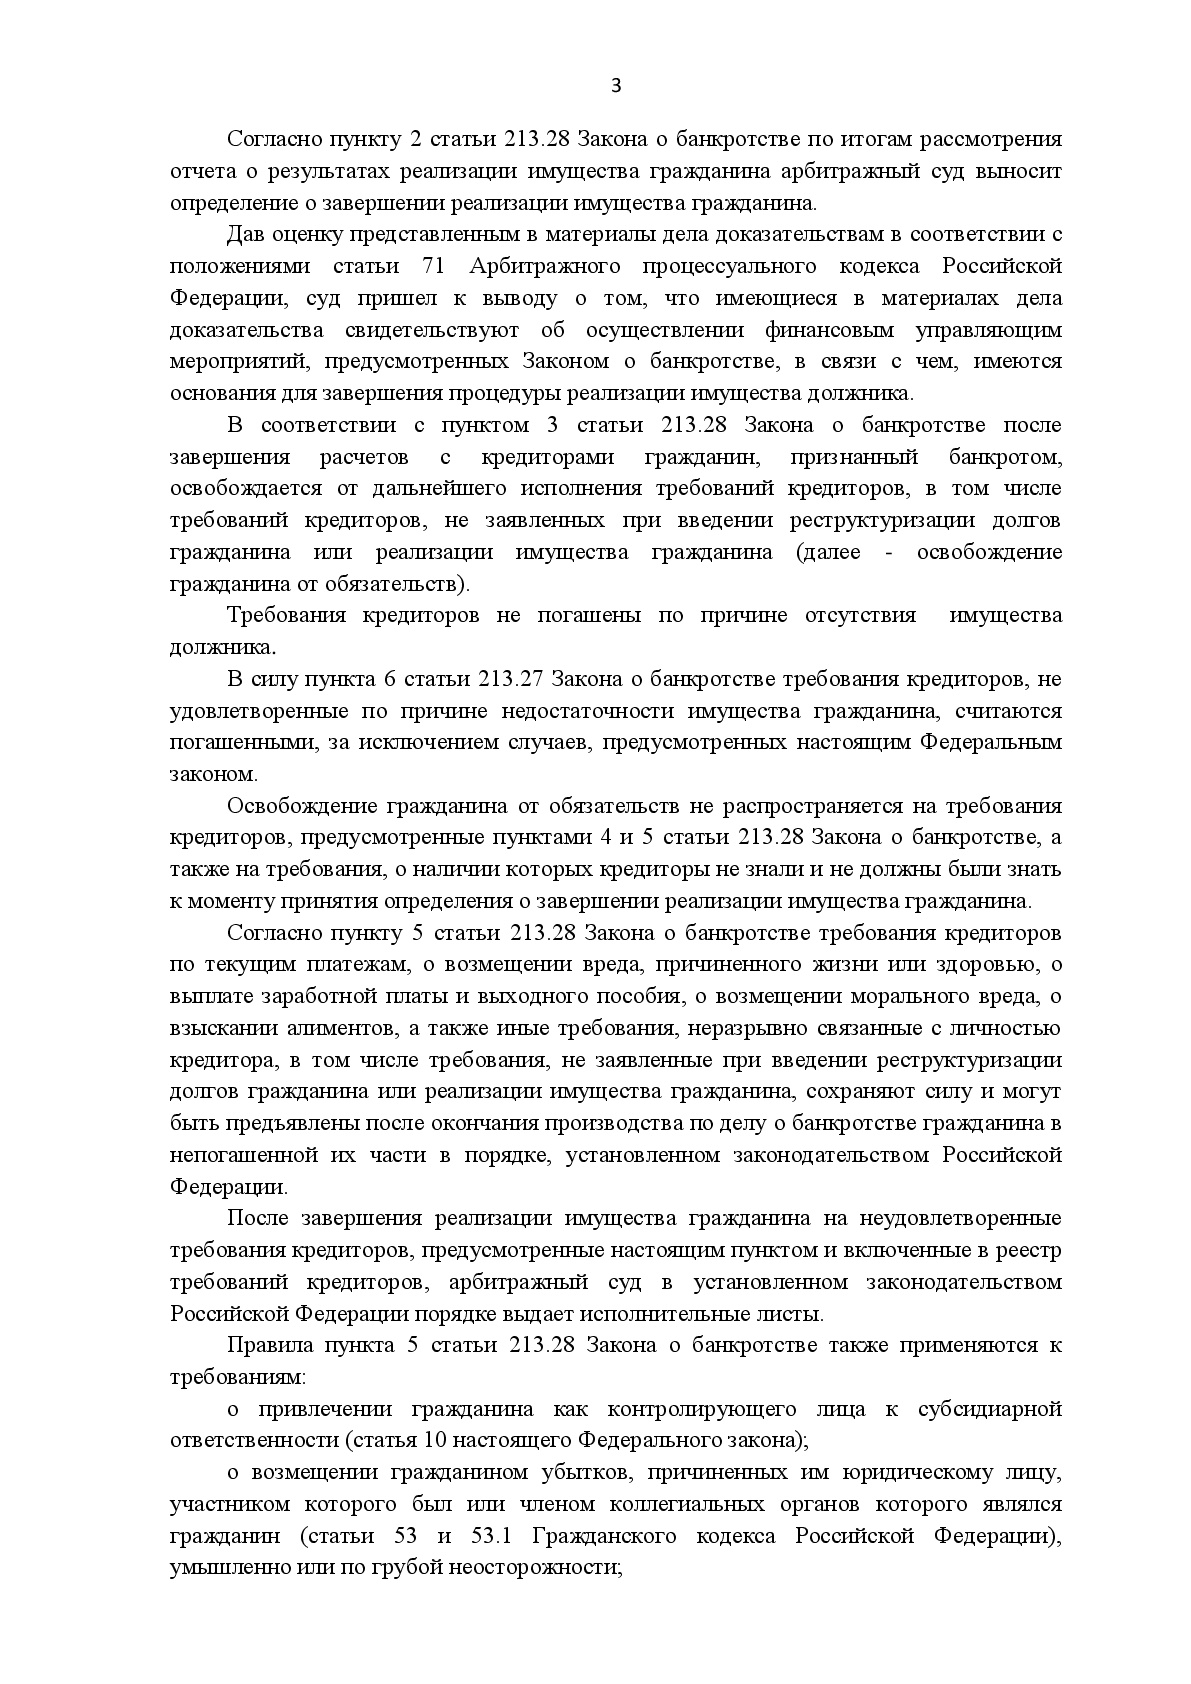 3
Согласно пункту 2 статьи 213.28 Закона о банкротстве по итогам рассмотрения
отчета о результатах реализации имущества гражданина арбитражный суд выносит
определение о завершении реализации имущества гражданина.
Дав оценку представленным в материалы дела доказательствам в соответствии с
положениями статьи 71 Арбитражного процессуального кодекса Российской
Федерации, суд пришел к выводу о том, что имеющиеся в материалах дела
доказательства свидетельствуют об осуществлении финансовым управляющим
мероприятий, предусмотренных Законом о банкротстве, в связи с чем, имеются
основания для завершения процедуры реализации имущества должника.
В соответствии с пунктом 3 статьи 213.28 Закона о банкротстве после
завершения расчетов с кредиторами гражданин, признанный банкротом,
освобождается от дальнейшего исполнения требований кредиторов, в том числе
требований кредиторов, не заявленных при введении реструктуризации долгов
гражданина или реализации имущества гражданина (далее - освобождение
гражданина от обязательств).
Требования кредиторов не погашены по причине отсутствия имущества
должника.
В силу пункта 6 статьи 213.27 Закона о банкротстве требования кредиторов, не
удовлетворенные по причине недостаточности имущества гражданина, считаются
погашенными, за исключением случаев, предусмотренных настоящим Федеральным
законом.
Освобождение гражданина от обязательств не распространяется на требования
кредиторов, предусмотренные пунктами 4 и 5 статьи 213.28 Закона о банкротстве, а
также на требования, о наличии которых кредиторы не знали и не должны были знать
к моменту принятия определения о завершении реализации имущества гражданина.
Согласно пункту 5 статьи 213.28 Закона о банкротстве требования кредиторов
по текущим платежам, о возмещении вреда, причиненного жизни или здоровью, о
выплате заработной платы и выходного пособия, о возмещении морального вреда, о
взыскании алиментов, а также иные требования, неразрывно связанные с личностью
кредитора, в том числе требования, не заявленные при введении реструктуризации
долгов гражданина или реализации имущества гражданина, сохраняют силу и могут
быть предъявлены после окончания производства по делу о банкротстве гражданина в
непогашенной их части в порядке, установленном законодательством Российской
Федерации.
После завершения реализации имущества гражданина на неудовлетворенные
требования кредиторов, предусмотренные настоящим пунктом и включенные в реестр
требований кредиторов, арбитражный суд в установленном законодательством
Российской Федерации порядке выдает исполнительные листы.
Правила пункта 5 статьи 213.28 Закона о банкротстве также применяются к
требованиям:
о привлечении гражданина как контролирующего лица к субсидиарной
ответственности (статья 10 настоящего Федерального закона);
о возмещении гражданином убытков, причиненных им юридическому лицу,
участником которого был или членом коллегиальных органов которого являлся
гражданин (статьи 53 и 53.1 Гражданского кодекса Российской Федерации),
умышленно или по грубой неосторожности;